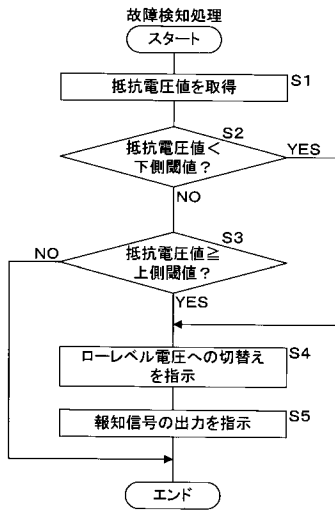 故障検知処理
スタート
S1
抵抗電圧値を取得
S2
抵抗電圧値<
下側閾値?
YES
NO
S3
抵抗電圧値≧
上側閾値?
NO
YES
S4
ローレベル電圧への切替え
を指示
S5
報知信号の出力を指示
エンド